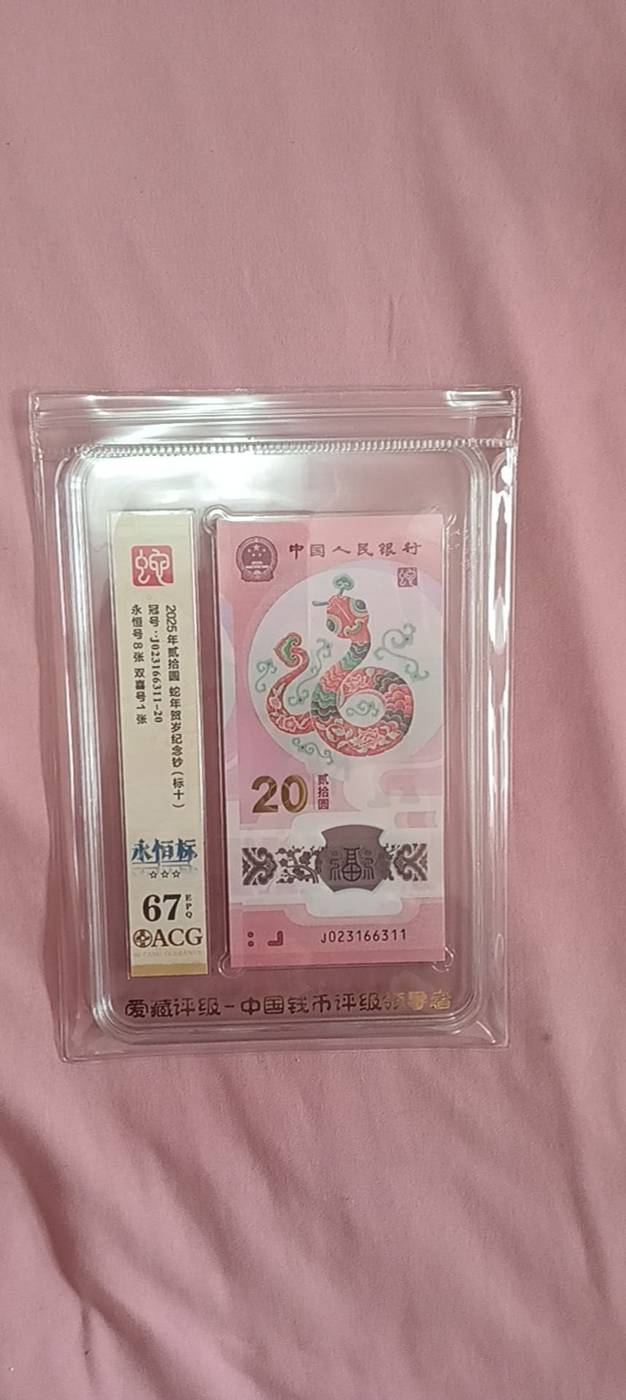 蛇
2025年贰拾圆 蛇年贺岁纪念钞(标十)
冠号:J023166311-20
永恒号8张 双喜号1张
永恒标
☆☆☆
67 EPQ
ACG
中国人民银行
20 贰拾圆
福
J023166311
爱藏评级-中国钱币评级领导者